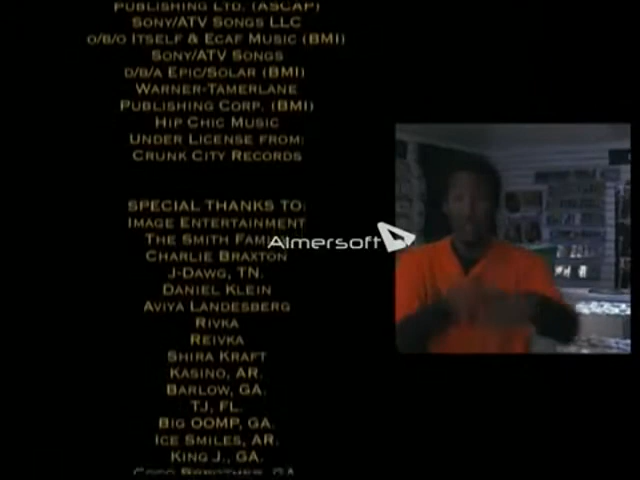 PUBLISHING LTD. (ASCAP)
SONY/ATV SONGS LLC
O/B/O ITSELF & ECAF MUSIC (BMI)
SONY/ATV SONGS
D/B/A EPIC/SOLAR (BMI)
WARNER-TAMERLANE
PUBLISHING CORP. (BMI)
HIP CHIC MUSIC
UNDER LICENSE FROM:
CRUNK CITY RECORDS
SPECIAL THANKS TO:
IMAGE ENTERTAINMENT
THE SMITH
Aimersoft
CHARLIE BRAXTON
J-DAWG, TN.
DANIEL KLEIN
AVIYA LANDESBERG
RIVKA
REIVKA
SHIRA KRAFT
KASINO, AR.
BARLOW, GA.
TJ, FL.
BIG OOMP, GA.
ICE SMILES, AR.
KING J., GA.